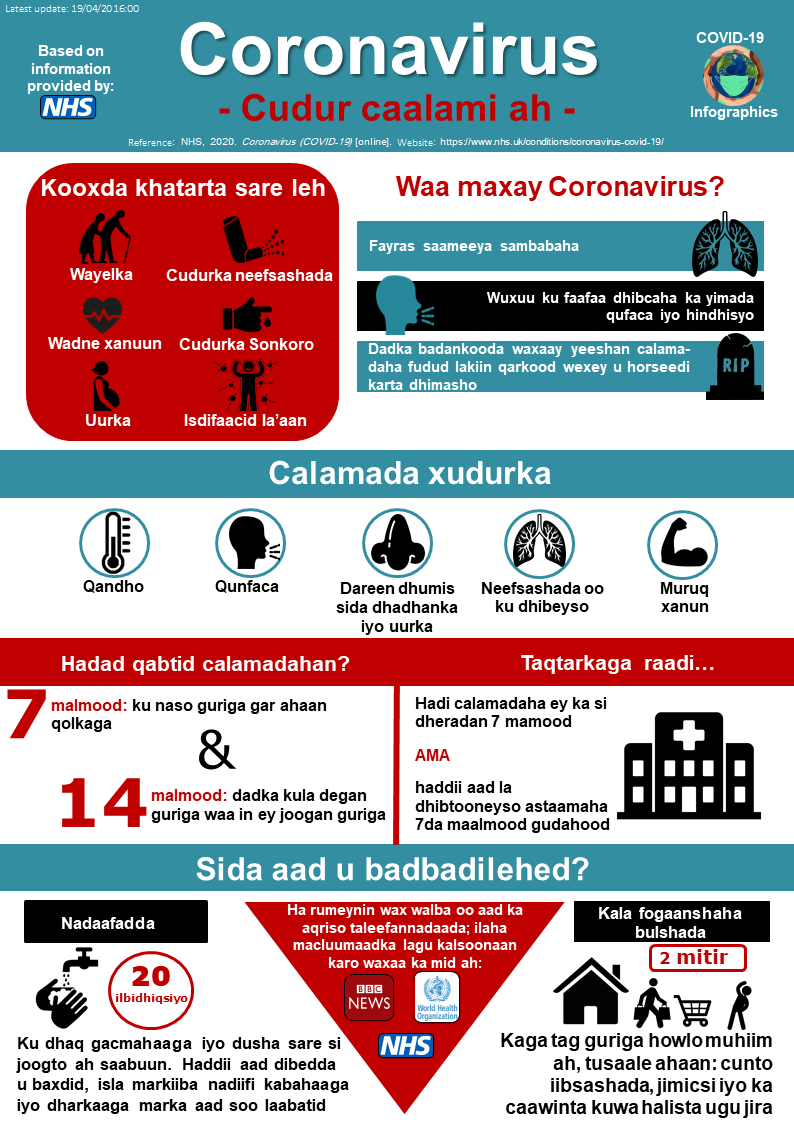 Latest update: 19/04/2016:00
Based on
information
provided by:
NHS
Coronavirus
- Cudur caalami ah -
COVID-19
Infographics
Reference: NHS, 2020. Coronavirus (COVID-19) [online]. Website: https://www.nhs.uk/conditions/coronavirus-covid-19/
Kooxda khatarta sare leh
Wayelka
Cudurka neefsashada
Wadne xanuun
Cudurka Sonkoro
Uurka
Isdifaacid la'aan
Waa maxay Coronavirus?
Fayras saameeya sambabaha
Wuxuu ku faafaa dhibcaha ka yimada
qufaca iyo hindhisyo
Dadka badankooda waxaay yeeshan calama-
daha fudud lakiin qarkood wexey u horseedi
karta dhimasho
RIP
Calamada xudurka
Qandho
Qunfaca
Dareen dhumis
sida dhadhanka
iyo uurka
Neefsashada oo
ku dhibeyso
Muruq
xanun
Hadad qabtid calamadahan?
7 malmood: ku naso guriga gar ahaan
qolkaga
&
14 malmood: dadka kula degan
guriga waa in ey joogan guriga
Taqtarkaga raadi...
Hadi calamadaha ey ka si
dheradan 7 mamood
AMA
haddii aad la
dhibtooneyso astaamaha
7da maalmood gudahood
Sida aad u badbadilehed?
Nadaafadda
20
ilbidhiqsiyo
Ku dhaq gacmahaaga iyo dusha sare si
joogto ah saabuun. Haddii aad dibedda
u baxdid, isla markiiba nadiifi kabahaaga
iyo dharkaaga marka aad soo laabatid
Ha rumeynin wax walba oo aad ka
aqriso taleefannadaada; ilaha
macluumaadka lagu kalsoonaan
karo waxaa ka mid ah:
BBC
NEWS
World Health
Organization
NHS
Kala fogaanshaha
bulshada
2 mitir
Kaga tag guriga howlo muhiim
ah, tusaale ahaan: cunto
iibsashada, jimicsi iyo ka
caawinta kuwa halista ugu jira